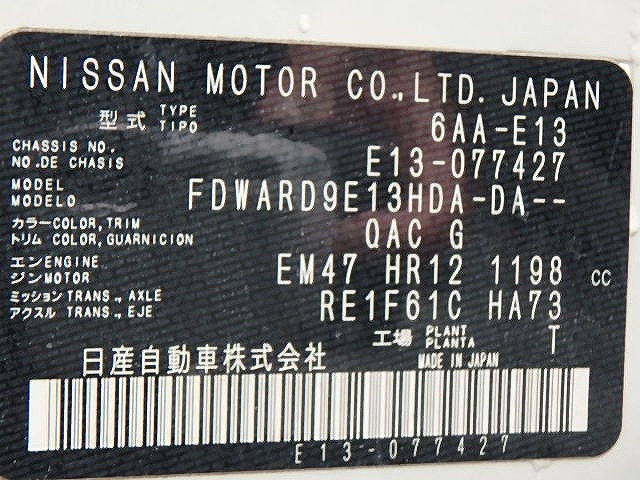 NISSAN MOTOR CO.,LTD. JAPAN
型式 TYPE TIPO 6AA-E13
CHASSIS NO. NO.DE CHASIS E13-077427
MODEL MODELO FDWARD9E13HDA-DA--
カラーCOLOR,TRIM トリム COLOR,GUARNICION QAC G
エンENGINE ジンMOTOR EM47 HR12 1198 CC
ミッション TRANS., AXLE アクスル TRANS., EJE RE1F61C HA73
工場 PLANT PLANTA T
日産自動車株式会社 MADE IN JAPAN
E13-077427